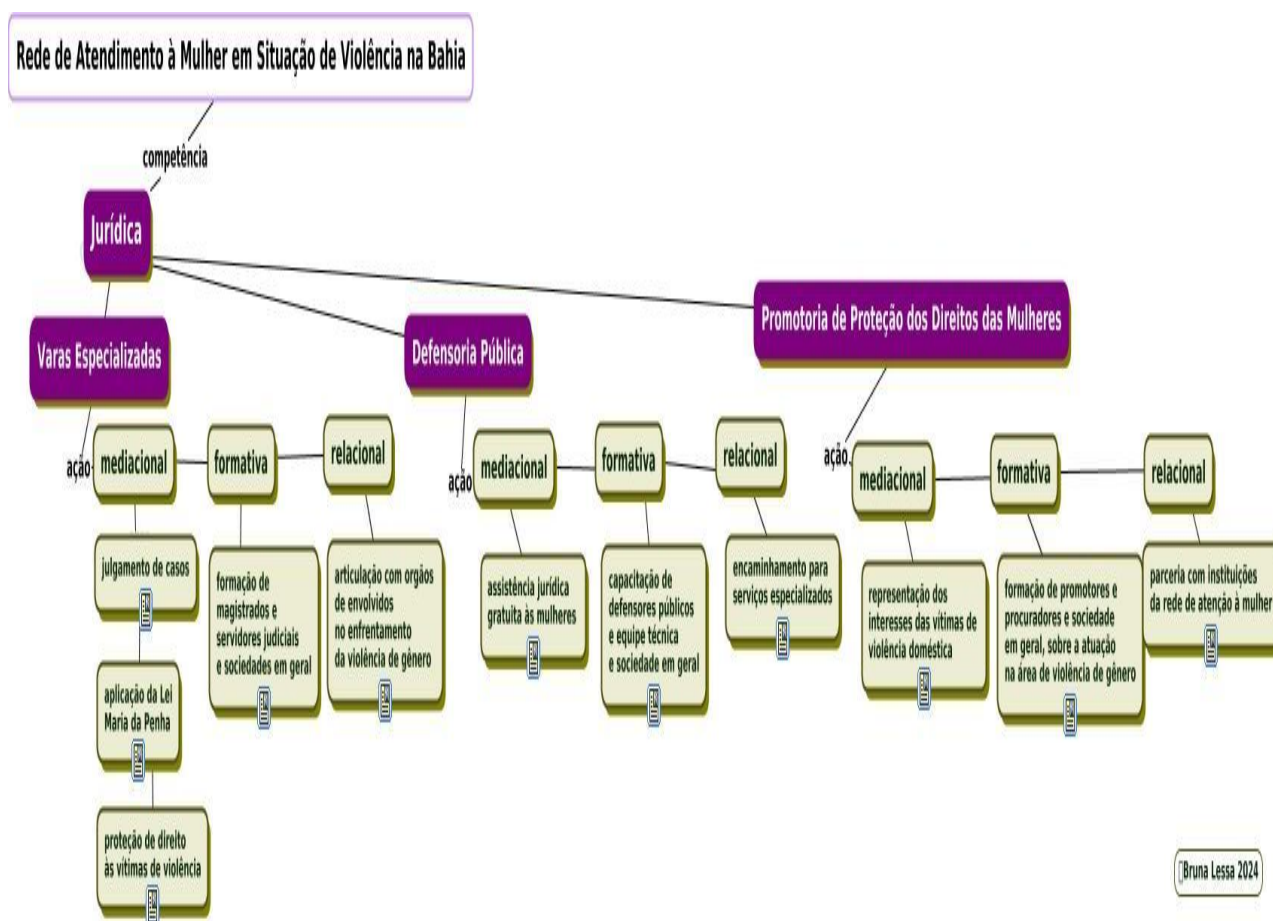 Rede de Atendimento à Mulher em Situação de Violência na Bahia
competência
Jurídica
Varas Especializadas
Defensoria Pública
Promotoria de Proteção dos Direitos das Mulheres
ação
mediacional
formativa
relacional
julgamento de casos
aplicação da Lei
Maria da Penha
proteção de direito
às vítimas de violência
formação de
magistrados e
servidores judiciais
e sociedades em geral
articulação com orgãos
de envolvidos
no enfrentamento
da violência de gênero
ação
mediacional
formativa
relacional
assistência jurídica
gratuita às mulheres
capacitação de
defensores públicos
e equipe técnica
e sociedade em geral
encaminhamento para
serviços especializados
ação
mediacional
formativa
relacional
representação dos
interesses das vítimas de
violência doméstica
formação de promotores e
procuradores e sociedade
em geral, sobre a atuação
na área de violência de gênero
parceria com instituições
da rede de atenção à mulher
Bruna Lessa 2024